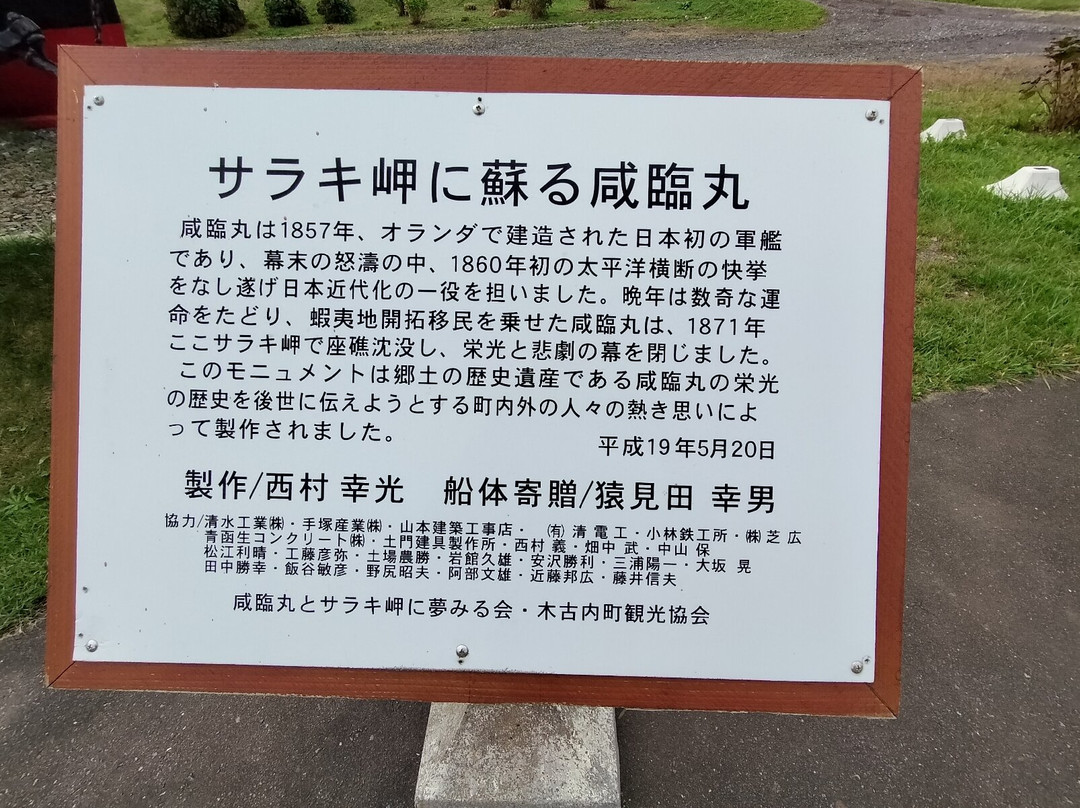 サラキ岬に蘇る咸臨丸
咸臨丸は1857年、オランダで建造された日本初の軍艦
であり、幕末の怒濤の中、1860年初の太平洋横断の快挙
をなし遂げ日本近代化の一役を担いました。晩年は数奇な運
命をたどり、蝦夷地開拓移民を乗せた咸臨丸は、1871年
ここサラキ岬で座礁沈没し、栄光と悲劇の幕を閉じました。
このモニュメントは郷土の歴史遺産である咸臨丸の栄光
の歴史を後世に伝えようとする町内外の人々の熱き思いによ
って製作されました。
平成19年5月20日
製作/西村 幸光 船体寄贈/猿見田 幸男
協力/清水工業㈱・手塚産業㈱・山本建築工事店・ ㈲ 清 電 工・小林鉄工所・㈱芝 広
青函生コンクリート㈱・土門建具製作所・西村 義・畑中 武・中山 保
松江利晴・工藤彦弥・土場農勝・岩館久雄・安沢勝利・三浦陽一・大坂 晃
田中勝幸・飯谷敏彦・野尻昭夫・阿部文雄・近藤邦広・藤井信夫
咸臨丸とサラキ岬に夢みる会・木古内町観光協会